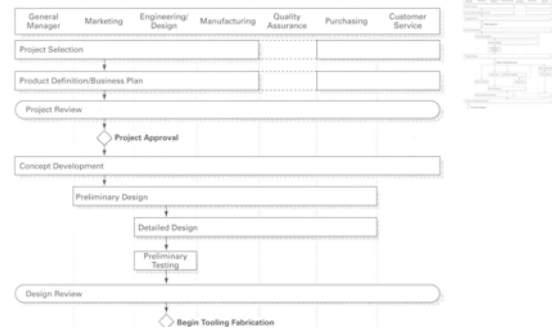 General Manager
Marketing
Engineering/ Design
Manufacturing
Quality Assurance
Purchasing
Customer Service
Project Selection
Product Definition/Business Plan
Project Review
Project Approval
Concept Development
Preliminary Design
Detailed Design
Preliminary
Testing
Design Review
Begin Tooling Fabrication